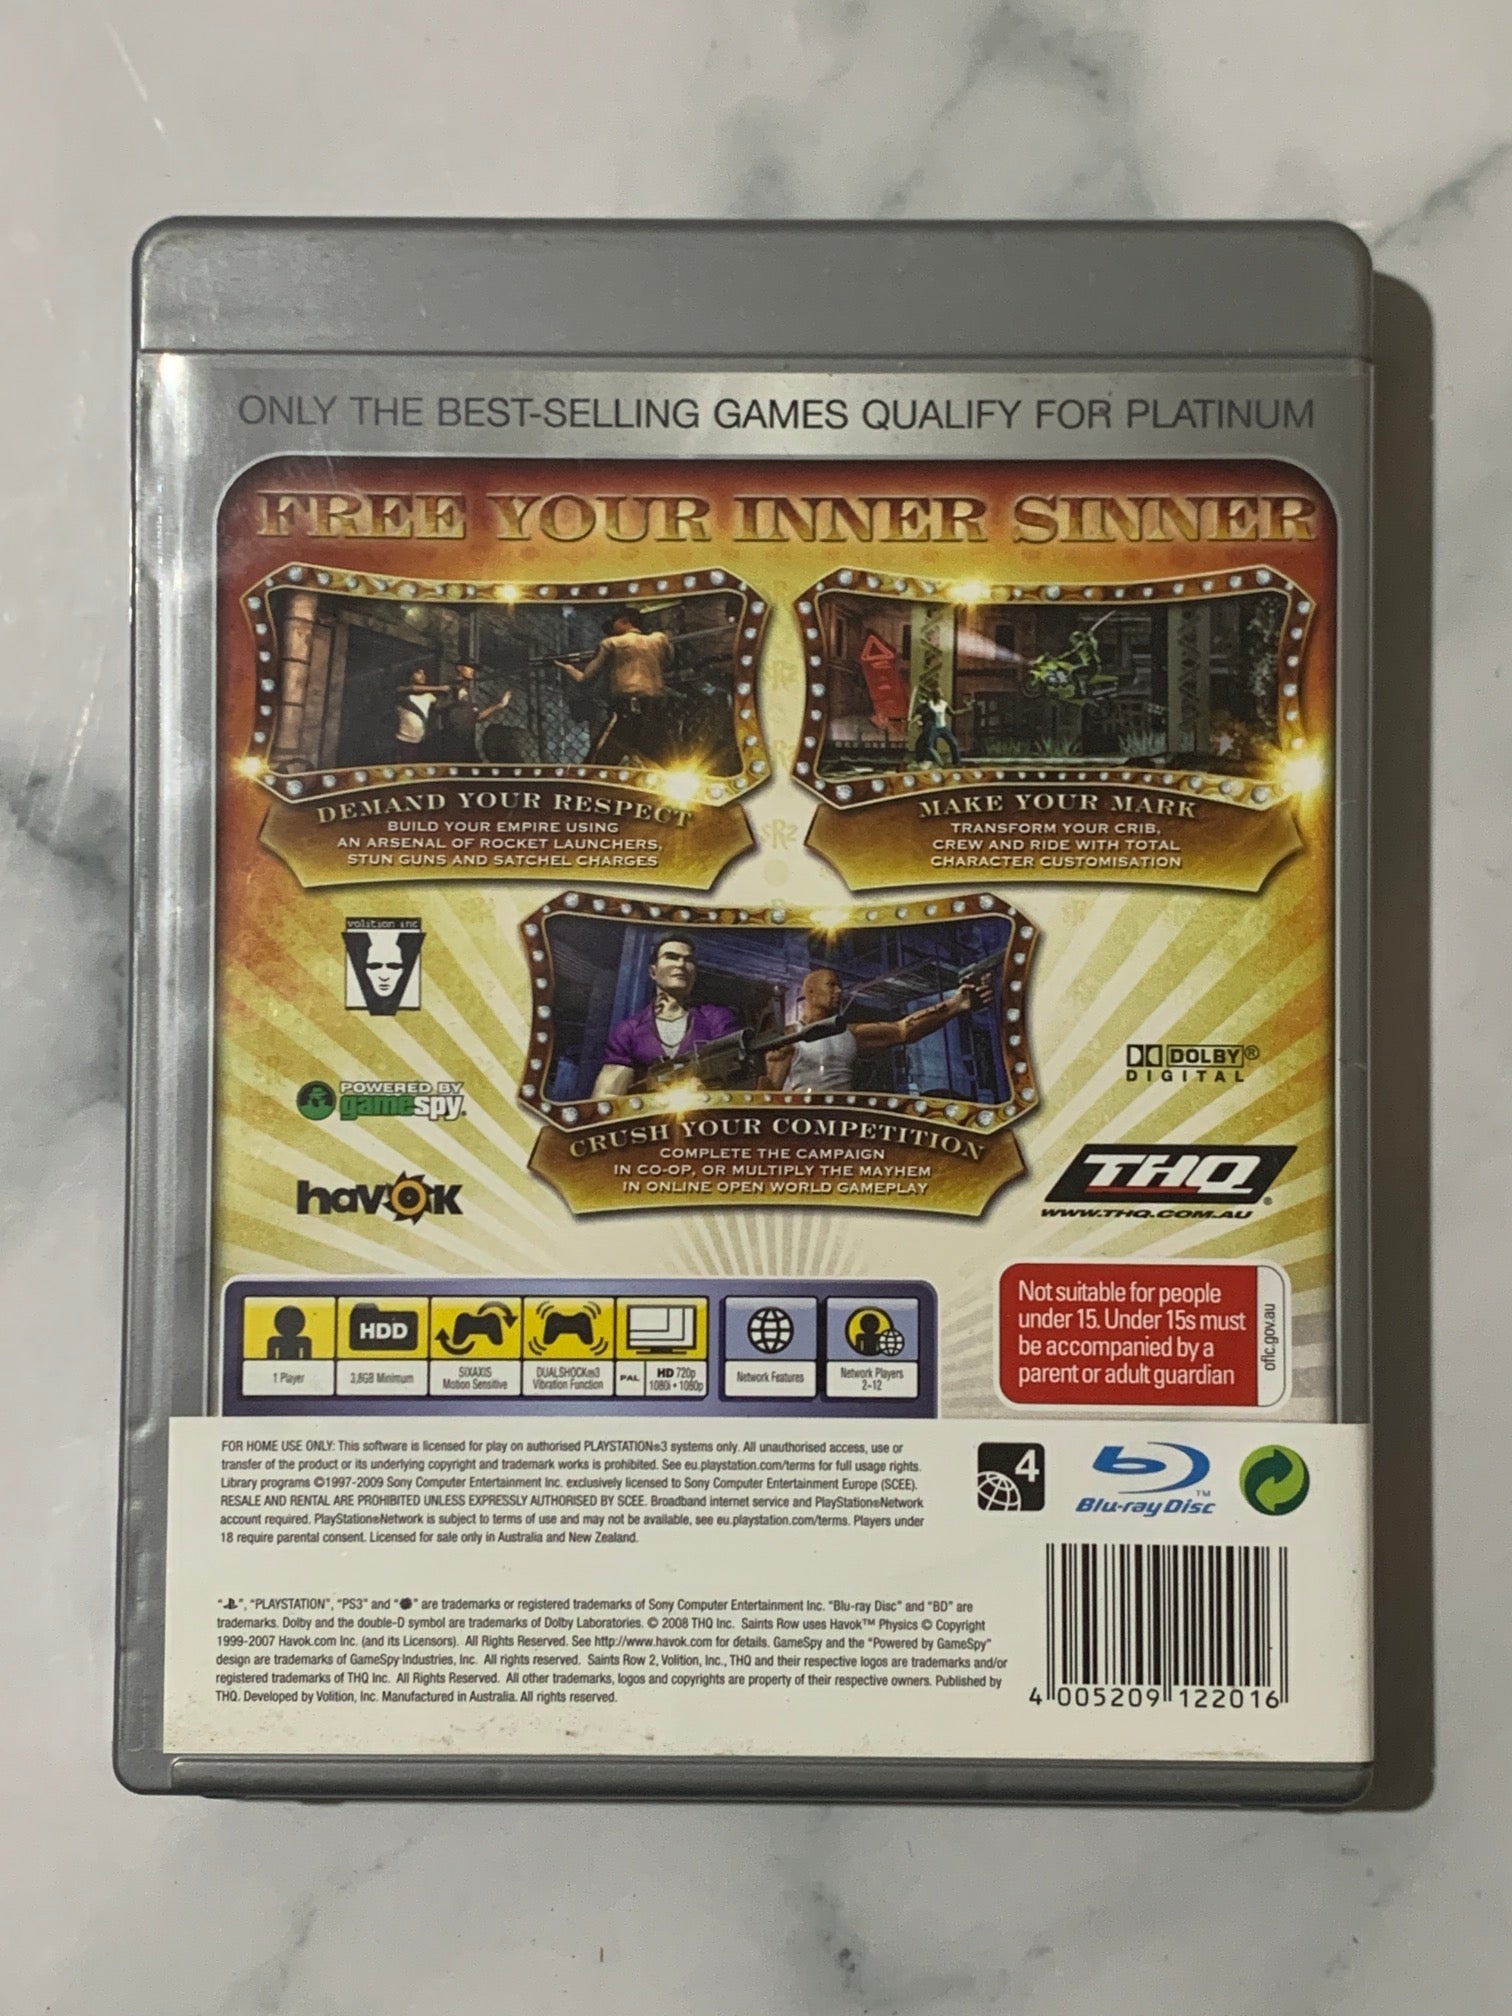 ONLY THE BEST-SELLING GAMES QUALIFY FOR PLATINUM
FREE YOUR INNER SINNER
DEMAND YOUR RESPECT
BUILD YOUR EMPIRE USING
AN ARSENAL OF ROCKET LAUNCHERS,
STUN GUNS AND SATCHEL CHARGES
MAKE YOUR MARK
TRANSFORM YOUR CRIB,
CREW AND RIDE WITH TOTAL
CHARACTER CUSTOMISATION
volition inc
V
POWERED BY
gamespy.
havok
CRUSH YOUR COMPETITION
COMPLETE THE CAMPAIGN
IN CO-OP, OR MULTIPLY THE MAYHEM
IN ONLINE OPEN WORLD GAMEPLAY
DOLBY®
DIGITAL
THQ®
WWW.THQ.COM.AU
HDD
1 Player
3,8GB Minimum
SIXAXIS
Motion Sensitive
DUALSHOCK®3
Vibration Function
PAL
HD 720p
1080i • 1080p
Network Features
Network Players
2-12
Not suitable for people
under 15. Under 15s must
be accompanied by a
parent or adult guardian
oflc.gov.au
FOR HOME USE ONLY: This software is licensed for play on authorised PLAYSTATION®3 systems only. All unauthorised access, use or
transfer of the product or its underlying copyright and trademark works is prohibited. See eu.playstation.com/terms for full usage rights.
Library programs ©1997-2009 Sony Computer Entertainment Inc. exclusively licensed to Sony Computer Entertainment Europe (SCEE).
RESALE AND RENTAL ARE PROHIBITED UNLESS EXPRESSLY AUTHORISED BY SCEE. Broadband internet service and PlayStation®Network
account required. PlayStation®Network is subject to terms of use and may not be available, see eu.playstation.com/terms. Players under
18 require parental consent. Licensed for sale only in Australia and New Zealand.
4
Blu-ray Disc™
"", "PLAYSTATION", "PS3" and "" are trademarks or registered trademarks of Sony Computer Entertainment Inc. "Blu-ray Disc" and "BD" are
trademarks. Dolby and the double-D symbol are trademarks of Dolby Laboratories. © 2008 THQ Inc. Saints Row uses Havok™ Physics © Copyright
1999-2007 Havok.com Inc. (and its Licensors). All Rights Reserved. See http://www.havok.com for details. GameSpy and the "Powered by GameSpy"
design are trademarks of GameSpy Industries, Inc. All rights reserved. Saints Row 2, Volition, Inc., THQ and their respective logos are trademarks and/or
registered trademarks of THQ Inc. All Rights Reserved. All other trademarks, logos and copyrights are property of their respective owners. Published by
THQ. Developed by Volition, Inc. Manufactured in Australia. All rights reserved.
4 005209 122016